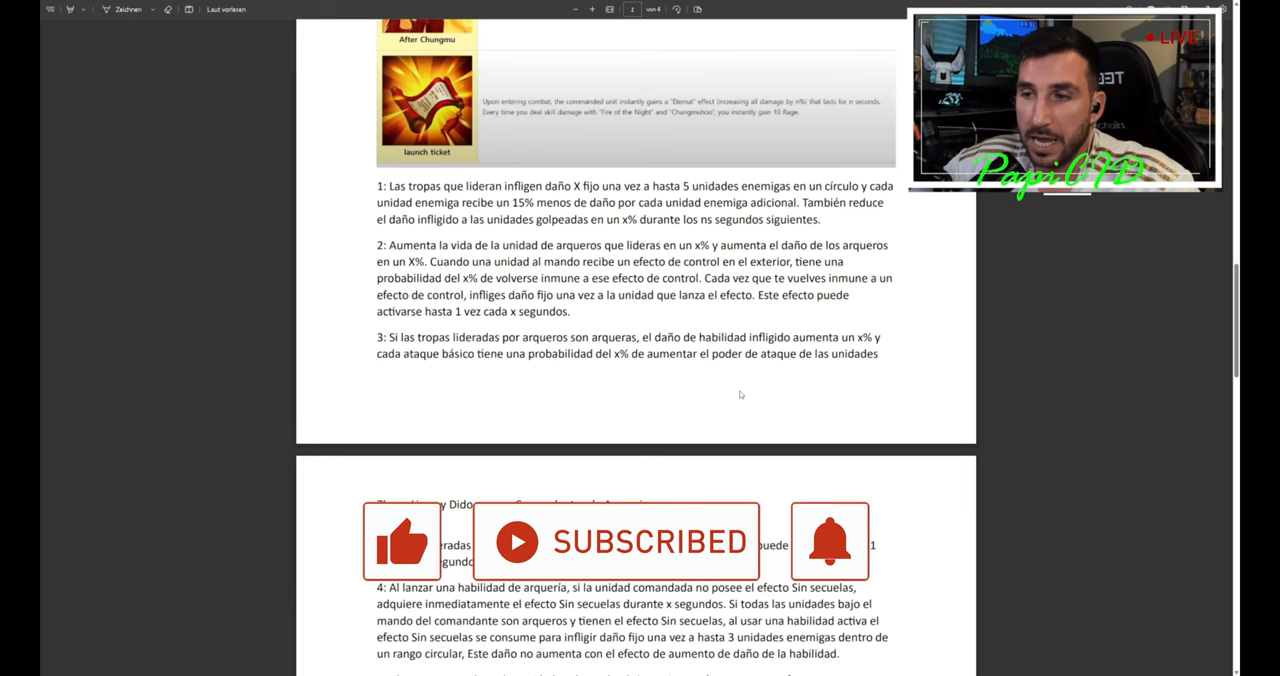 Zeichnen
Laut vorlesen
2
von 4
After Chungmu
Upon entering combat, the commanded unit instantly gains a "Eternal" effect (increasing all damage by n%) that lasts for n seconds.
Every time you deal skill damage with "Fire of the Night" and "Chungmuhoo", you instantly gain 10 Rage.
launch ticket
LIVE
PapiCID
1: Las tropas que lideran infligen daño X fijo una vez a hasta 5 unidades enemigas en un círculo y cada
unidad enemiga recibe un 15% menos de daño por cada unidad enemiga adicional. También reduce
el daño infligido a las unidades golpeadas en un x% durante los ns segundos siguientes.
2: Aumenta la vida de la unidad de arqueros que lideras en un x% y aumenta el daño de los arqueros
en un X%. Cuando una unidad al mando recibe un efecto de control en el exterior, tiene una
probabilidad del x% de volverse inmune a ese efecto de control. Cada vez que te vuelves inmune a un
efecto de control, infliges daño fijo una vez a la unidad que lanza el efecto. Este efecto puede
activarse hasta 1 vez cada x segundos.
3: Si las tropas lideradas por arqueros son arqueras, el daño de habilidad infligido aumenta un x% y
cada ataque básico tiene una probabilidad del x% de aumentar el poder de ataque de las unidades
y Dido
SUBSCRIBED
eradas
puede
1
egundo
4: Al lanzar una habilidad de arquería, si la unidad comandada no posee el efecto Sin secuelas,
adquiere inmediatamente el efecto Sin secuelas durante x segundos. Si todas las unidades bajo el
mando del comandante son arqueros y tienen el efecto Sin secuelas, al usar una habilidad activa el
efecto Sin secuelas se consume para infligir daño fijo una vez a hasta 3 unidades enemigas dentro de
un rango circular, Este daño no aumenta con el efecto de aumento de daño de la habilidad.